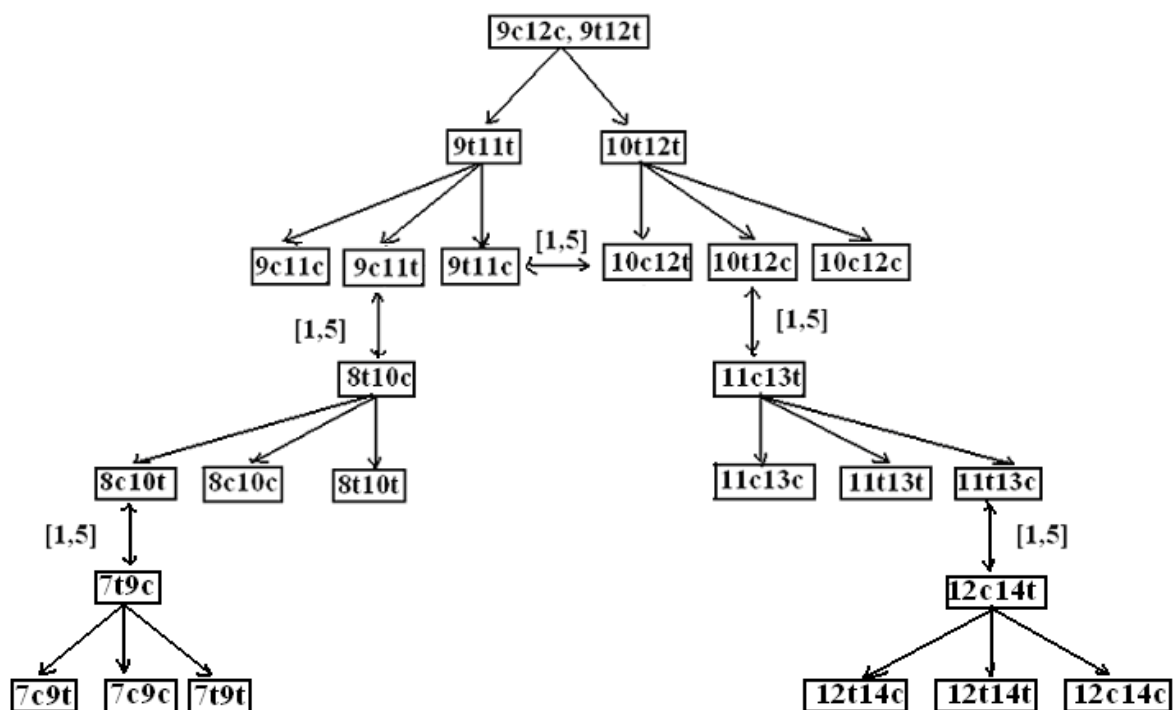 9c12c, 9t12t
9t11t 10t12t
9c11c 9c11t 9t11c [1,5] 10c12t 10t12c 10c12c
[1,5] [1,5]
8t10c 11c13t
8c10t 8c10c 8t10t 11c13c 11t13t 11t13c
[1,5] [1,5]
7t9c 12c14t
7c9t 7c9c 7t9t 12t14c 12t14t 12c14c